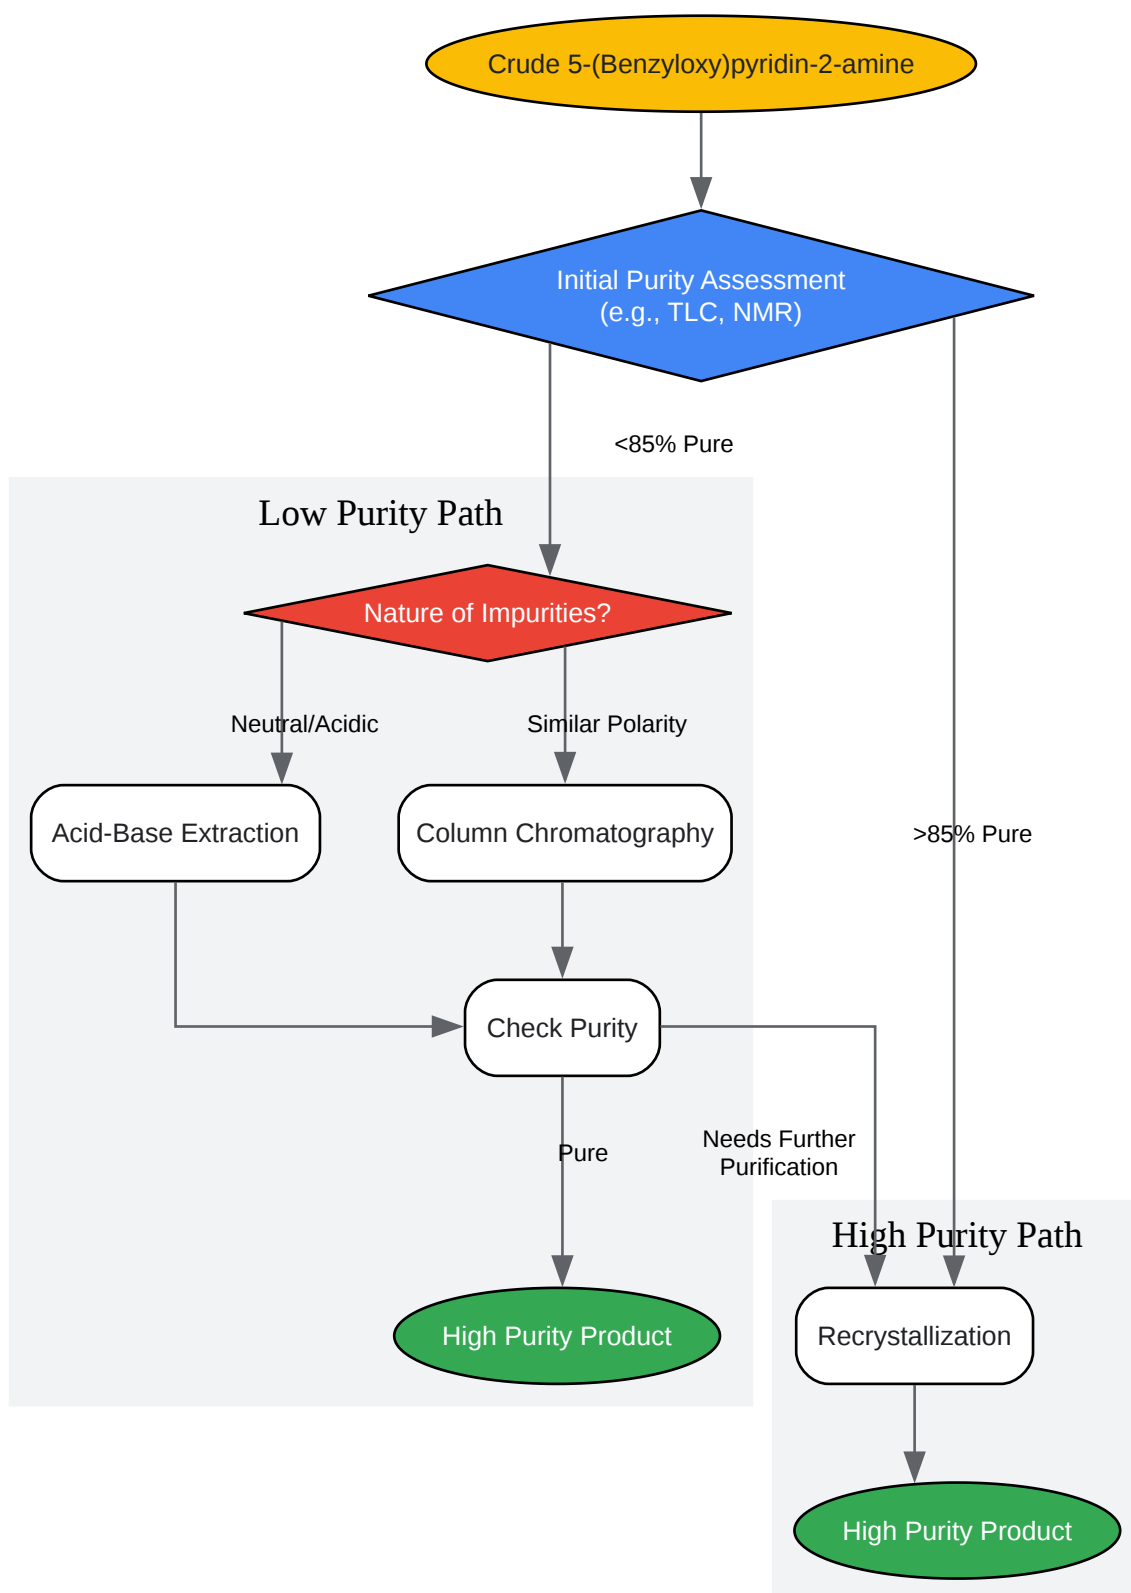 Crude 5-(Benzyloxy)pyridin-2-amine
Initial Purity Assessment
(e.g., TLC, NMR)
<85% Pure
Low Purity Path
Nature of Impurities?
Neutral/Acidic
Similar Polarity
Acid-Base Extraction
Column Chromatography
>85% Pure
Check Purity
Needs Further
Purification
Pure
High Purity Path
High Purity Product
Recrystallization
High Purity Product